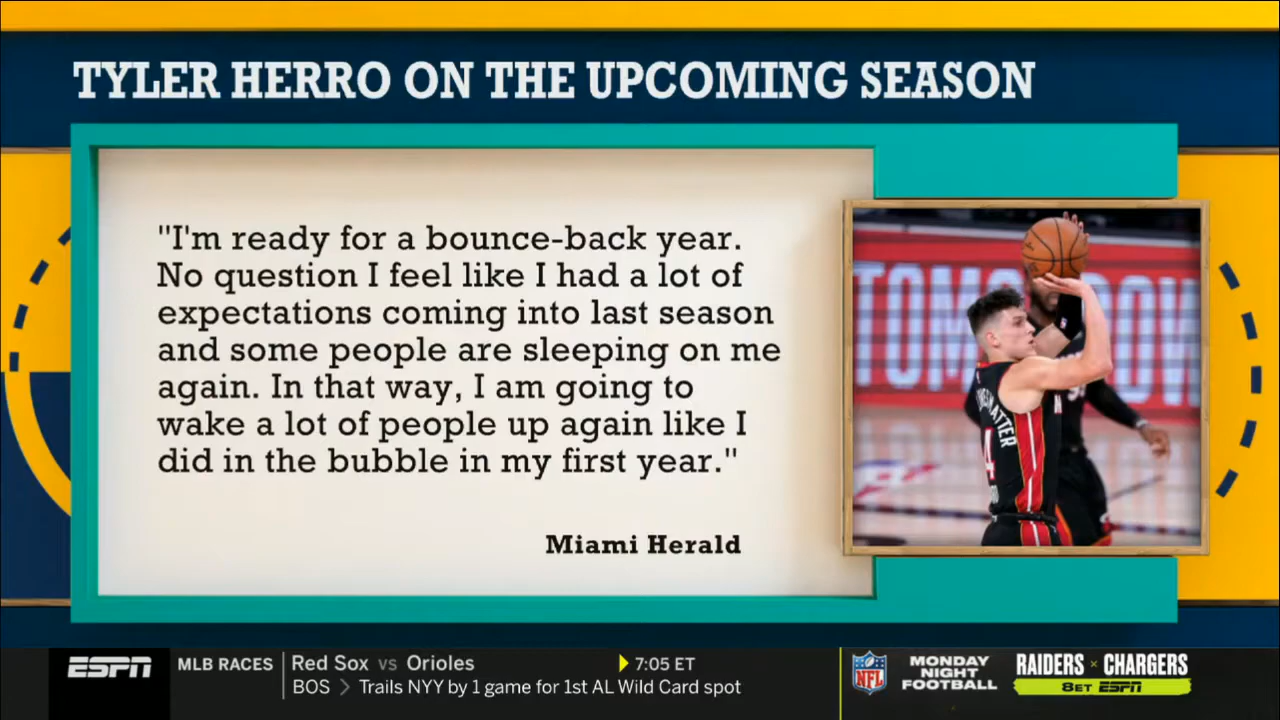 TYLER HERRO ON THE UPCOMING SEASON
"I'm ready for a bounce-back year.
No question I feel like I had a lot of
expectations coming into last season
and some people are sleeping on me
again. In that way, I am going to
wake a lot of people up again like I
did in the bubble in my first year."
Miami Herald
ESPN
MLB RACES
Red Sox vs Orioles
7:05 ET
BOS > Trails NYY by 1 game for 1st AL Wild Card spot
NFL
MONDAY
NIGHT
FOOTBALL
RAIDERS × CHARGERS
8ET ESPN